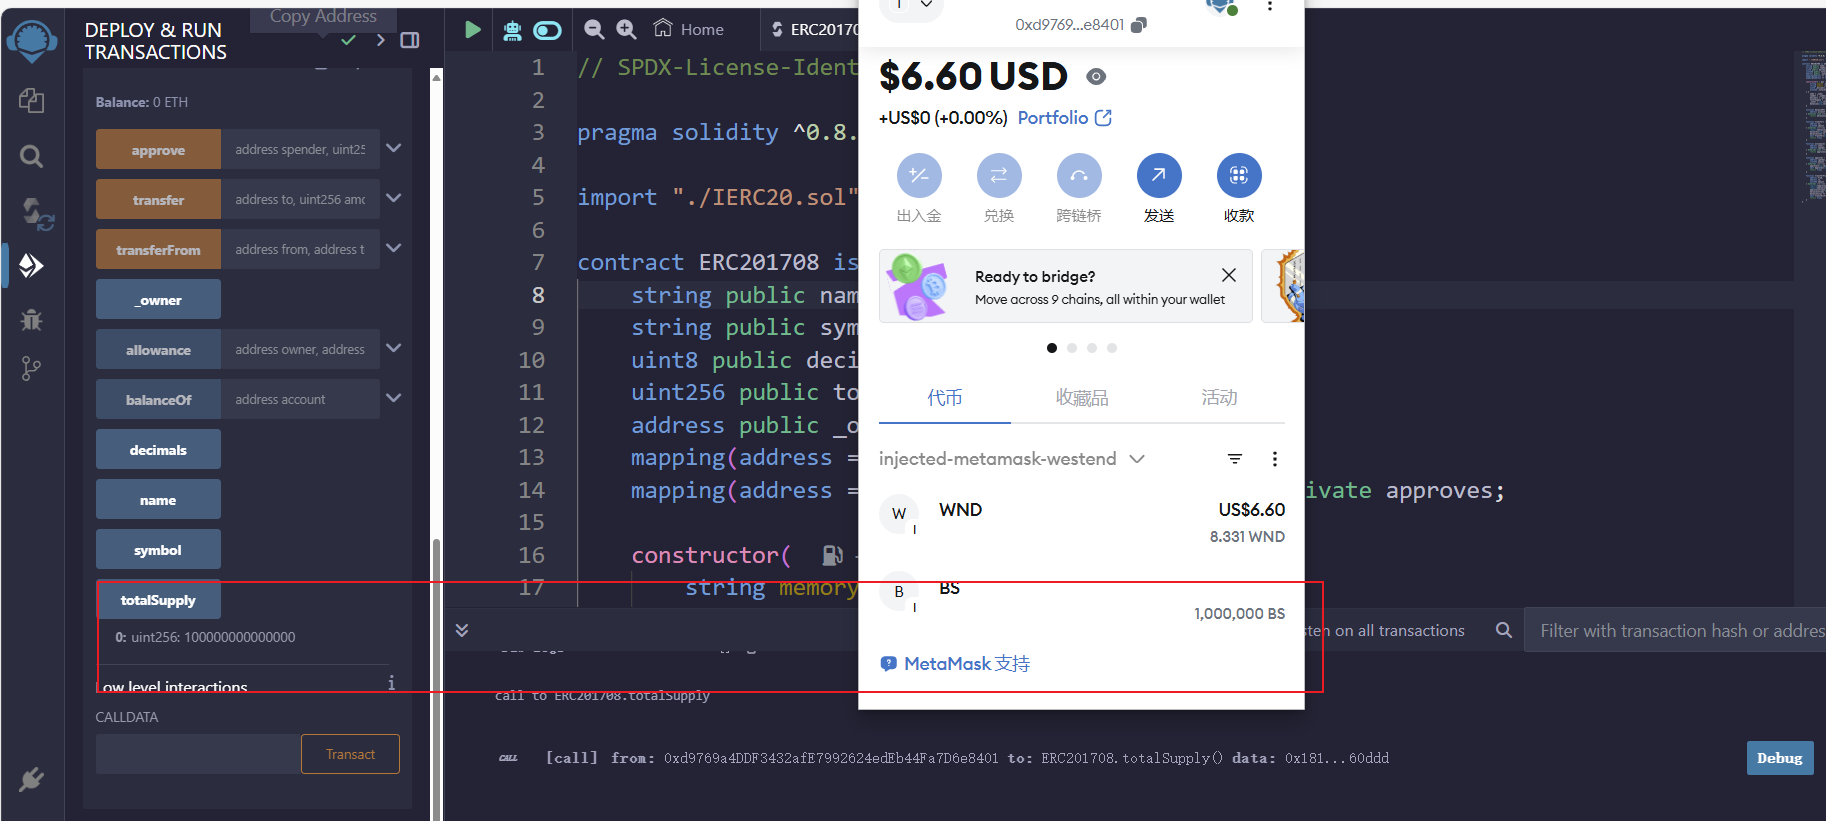 DEPLOY & RUN
TRANSACTIONS
Copy Address
Balance: 0 ETH
approve
address spender, uint25
transfer
address to, uint256 amo
transferFrom
address from, address t
_owner
allowance
address owner, address
balanceOf
address account
decimals
name
symbol
totalSupply
0: uint256: 100000000000000
Low level interactions
i
CALLDATA
Transact
Home
ERC20170
1 // SPDX-License-Ident
2
3 pragma solidity ^0.8.
4
5 import "./IERC20.sol"
6
7 contract ERC201708 is
8 string public nam
9 string public sym
10 uint8 public deci
11 uint256 public to
12 address public _o
13 mapping(address =
14 mapping(address = ivate approves;
15
16 constructor(
17 string memory
0xd9769...e8401
$6.60 USD
+US$0 (+0.00%) Portfolio
出入金
兑换
跨链桥
发送
收款
Ready to bridge?
Move across 9 chains, all within your wallet
代币
收藏品
活动
injected-metamask-westend
W
I
WND
US$6.60
8.331 WND
B
I
BS
1,000,000 BS
MetaMask 支持
sten on all transactions
Filter with transaction hash or addres
call to ERC201708.totalSupply
CALL [call] from: 0xd9769a4DDF3432afE7992624edEb44Fa7D6e8401 to: ERC201708.totalSupply() data: 0x181...60ddd
Debug